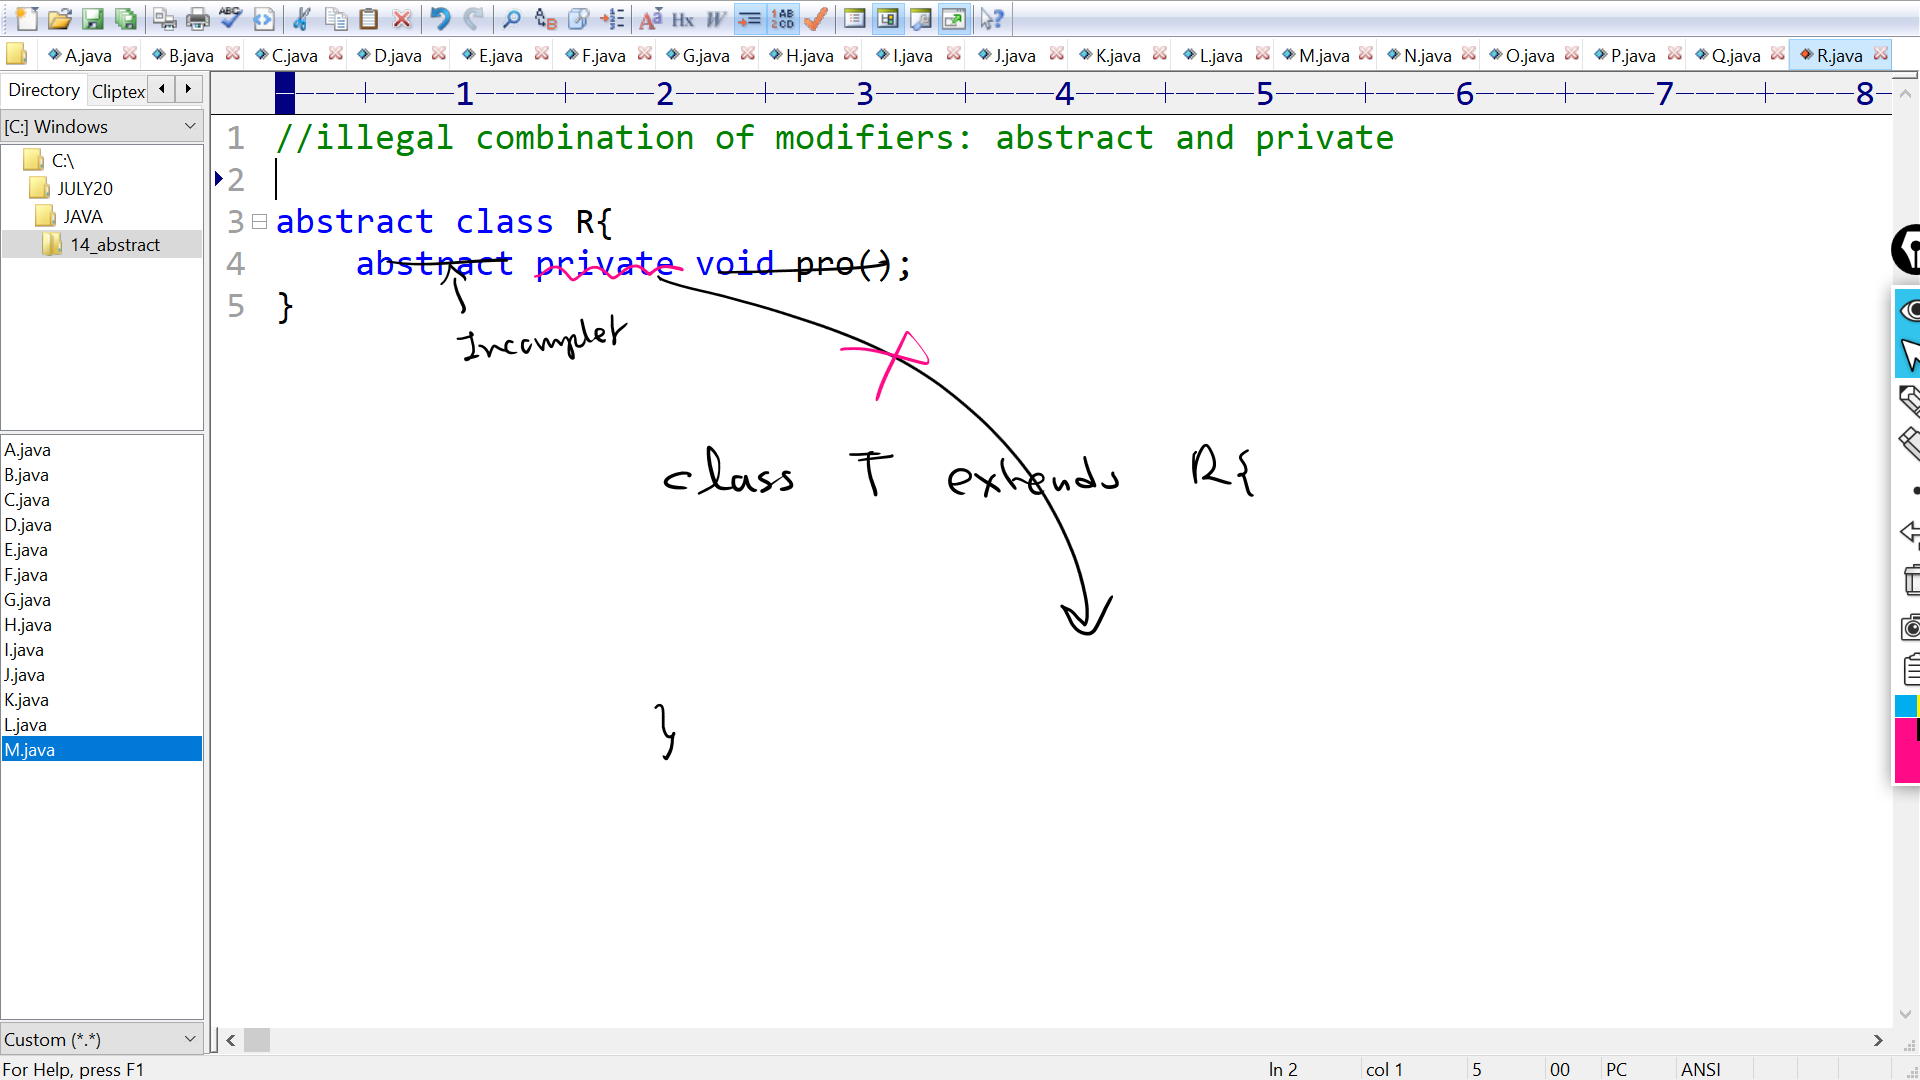 A.java B.java C.java D.java E.java F.java G.java H.java I.java J.java K.java L.java M.java N.java O.java P.java Q.java R.java
Directory Cliptex
[C:] Windows
C:\
JULY20
JAVA
14_abstract
A.java
B.java
C.java
D.java
E.java
F.java
G.java
H.java
I.java
J.java
K.java
L.java
M.java
Custom (*.*)
1 2 3 4 5 6 7 8
1 //illegal combination of modifiers: abstract and private
2
3 abstract class R{
4 abstract private void pro();
5 }
Incomplet
class T extends R{
}
For Help, press F1
ln 2 col 1 5 00 PC ANSI